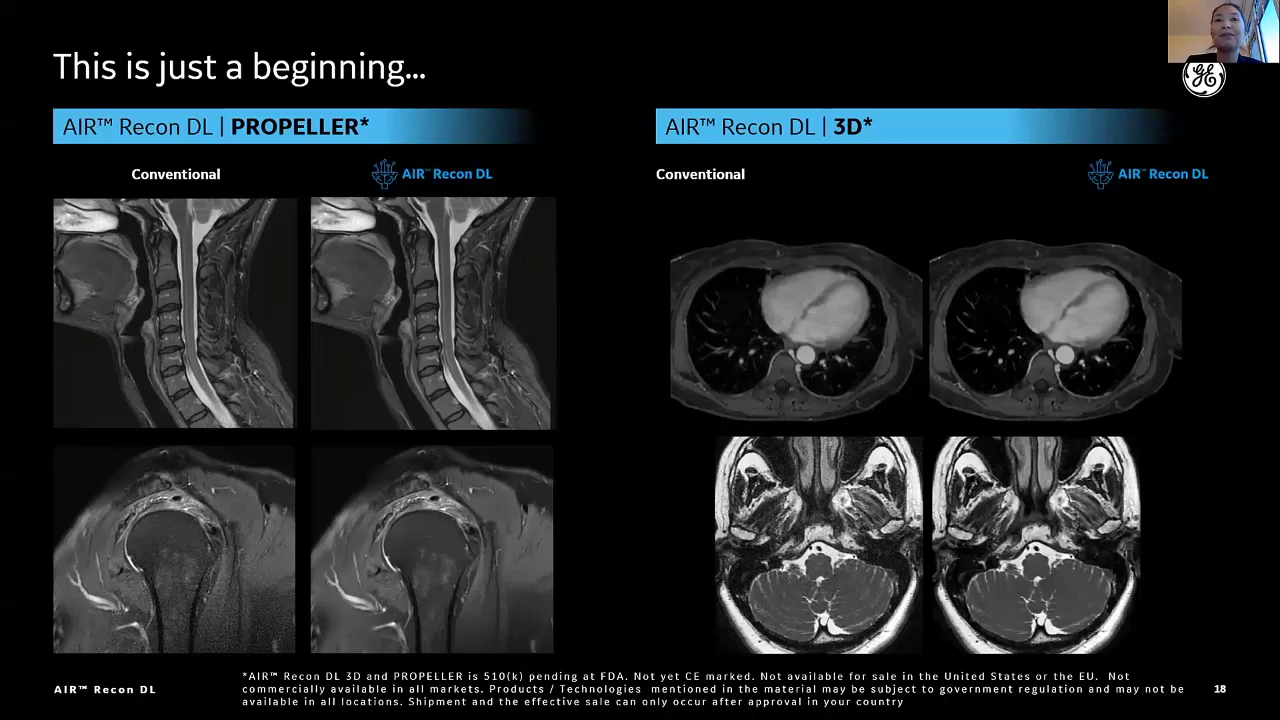 This is just a beginning...
AIR™ Recon DL | PROPELLER*
Conventional
AIR™ Recon DL
AIR™ Recon DL | 3D*
Conventional
AIR™ Recon DL
GE
AIR™ Recon DL
*AIR™ Recon DL 3D and PROPELLER is 510(k) pending at FDA. Not yet CE marked. Not available for sale in the United States or the EU. Not
commercially available in all markets. Products / Technologies mentioned in the material may be subject to government regulation and may not be
available in all locations. Shipment and the effective sale can only occur after approval in your country
18